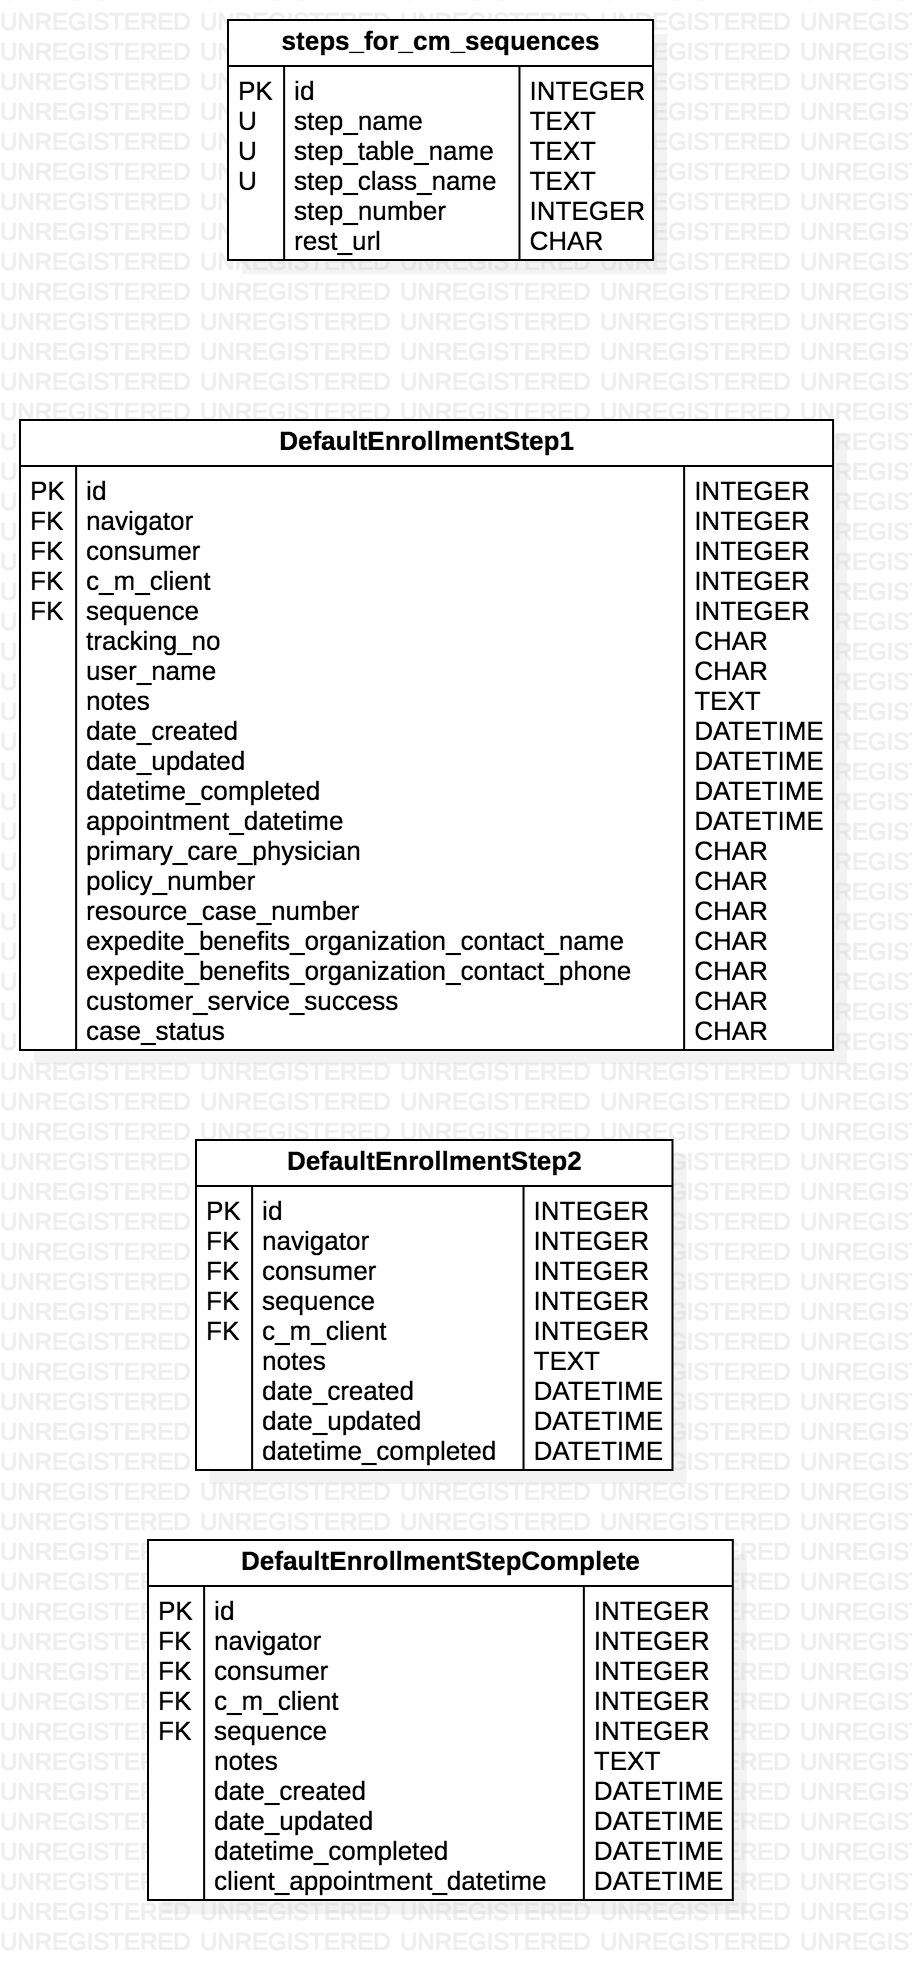 steps_for_cm_sequences
PK id INTEGER
U step_name TEXT
U step_table_name TEXT
U step_class_name TEXT
step_number INTEGER
rest_url CHAR
DefaultEnrollmentStep1
PK id INTEGER
FK navigator INTEGER
FK consumer INTEGER
FK c_m_client INTEGER
FK sequence INTEGER
tracking_no CHAR
user_name CHAR
notes TEXT
date_created DATETIME
date_updated DATETIME
datetime_completed DATETIME
appointment_datetime DATETIME
primary_care_physician CHAR
policy_number CHAR
resource_case_number CHAR
expedite_benefits_organization_contact_name CHAR
expedite_benefits_organization_contact_phone CHAR
customer_service_success CHAR
case_status CHAR
DefaultEnrollmentStep2
PK id INTEGER
FK navigator INTEGER
FK consumer INTEGER
FK sequence INTEGER
FK c_m_client INTEGER
notes TEXT
date_created DATETIME
date_updated DATETIME
datetime_completed DATETIME
DefaultEnrollmentStepComplete
PK id INTEGER
FK navigator INTEGER
FK consumer INTEGER
FK c_m_client INTEGER
FK sequence INTEGER
notes TEXT
date_created DATETIME
date_updated DATETIME
datetime_completed DATETIME
client_appointment_datetime DATETIME